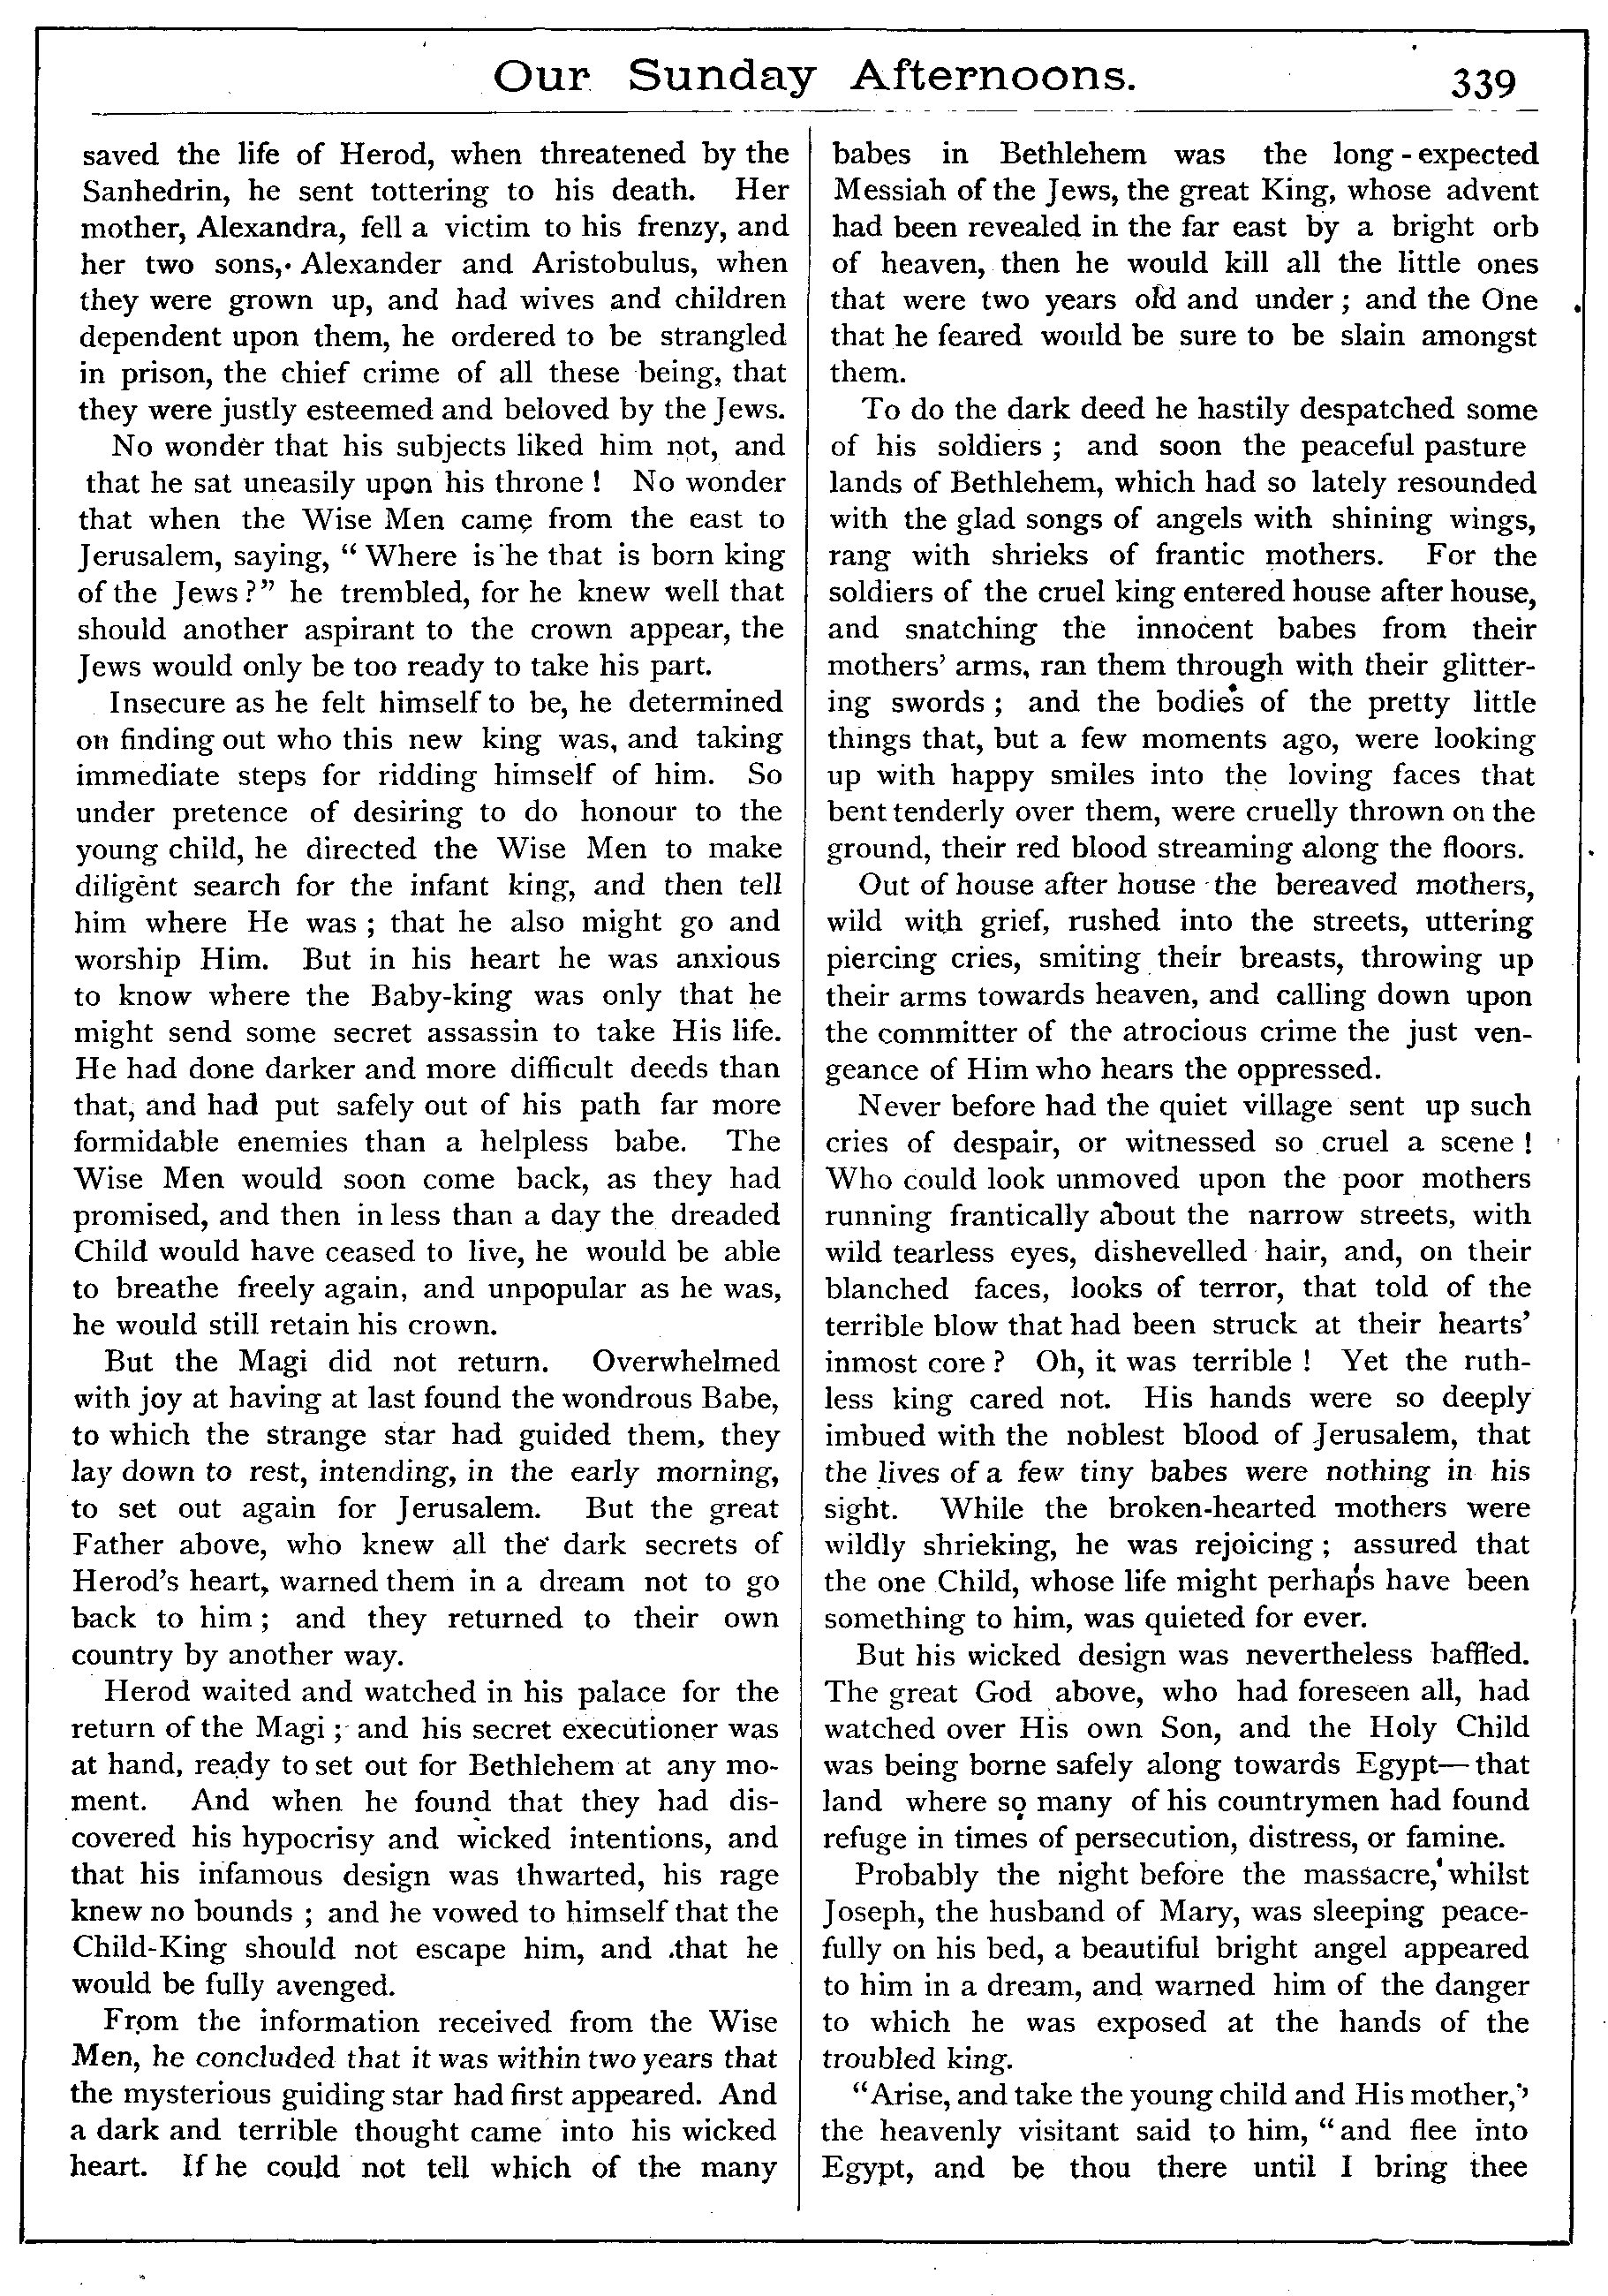 Our Sunday Afternoons.
339
saved the life of Herod, when threatened by the
Sanhedrin, he sent tottering to his death. Her
mother, Alexandra, fell a victim to his frenzy, and
her two sons, Alexander and Aristobulus, when
they were grown up, and had wives and children
dependent upon them, he ordered to be strangled
in prison, the chief crime of all these being, that
they were justly esteemed and beloved by the Jews.
No wonder that his subjects liked him not, and
that he sat uneasily upon his throne ! No wonder
that when the Wise Men came from the east to
Jerusalem, saying, “ Where is he that is born king
of the Jews ?” he trembled, for he knew well that
should another aspirant to the crown appear, the
Jews would only be too ready to take his part.
Insecure as he felt himself to be, he determined
on finding out who this new king was, and taking
immediate steps for ridding himself of him. So
under pretence of desiring to do honour to the
young child, he directed the Wise Men to make
diligent search for the infant king, and then tell
him where He was ; that he also might go and
worship Him. But in his heart he was anxious
to know where the Baby-king was only that he
might send some secret assassin to take His life.
He had done darker and more difficult deeds than
that, and had put safely out of his path far more
formidable enemies than a helpless babe. The
Wise Men would soon come back, as they had
promised, and then in less than a day the dreaded
Child would have ceased to live, he would be able
to breathe freely again, and unpopular as he was,
he would still retain his crown.
But the Magi did not return. Overwhelmed
with joy at having at last found the wondrous Babe,
to which the strange star had guided them, they
lay down to rest, intending, in the early morning,
to set out again for Jerusalem. But the great
Father above, who knew all the dark secrets of
Herod's heart, warned them in a dream not to go
back to him ; and they returned to their own
country by another way.
Herod waited and watched in his palace for the
return of the Magi ; and his secret executioner was
at hand, ready to set out for Bethlehem at any mo-
ment. And when he found that they had dis-
covered his hypocrisy and wicked intentions, and
that his infamous design was thwarted, his rage
knew no bounds ; and he vowed to himself that the
Child-King should not escape him, and that he
would be fully avenged.
From the information received from the Wise
Men, he concluded that it was within two years that
the mysterious guiding star had first appeared. And
a dark and terrible thought came into his wicked
heart. If he could not tell which of the many
babes in Bethlehem was the long-expected
Messiah of the Jews, the great King, whose advent
had been revealed in the far east by a bright orb
of heaven, then he would kill all the little ones
that were two years old and under ; and the One
that he feared would be sure to be slain amongst
them.
To do the dark deed he hastily despatched some
of his soldiers ; and soon the peaceful pasture
lands of Bethlehem, which had so lately resounded
with the glad songs of angels with shining wings,
rang with shrieks of frantic mothers. For the
soldiers of the cruel king entered house after house,
and snatching the innocent babes from their
mothers' arms, ran them through with their glitter-
ing swords ; and the bodies of the pretty little
things that, but a few moments ago, were looking
up with happy smiles into the loving faces that
bent tenderly over them, were cruelly thrown on the
ground, their red blood streaming along the floors.
Out of house after house the bereaved mothers,
wild with grief, rushed into the streets, uttering
piercing cries, smiting their breasts, throwing up
their arms towards heaven, and calling down upon
the committer of the atrocious crime the just ven-
geance of Him who hears the oppressed.
Never before had the quiet village sent up such
cries of despair, or witnessed so cruel a scene !
Who could look unmoved upon the poor mothers
running frantically about the narrow streets, with
wild tearless eyes, dishevelled hair, and, on their
blanched faces, looks of terror, that told of the
terrible blow that had been struck at their hearts'
inmost core ? Oh, it was terrible ! Yet the ruth-
less king cared not. His hands were so deeply
imbued with the noblest blood of Jerusalem, that
the lives of a few tiny babes were nothing in his
sight. While the broken-hearted mothers were
wildly shrieking, he was rejoicing ; assured that
the one Child, whose life might perhaps have been
something to him, was quieted for ever.
But his wicked design was nevertheless baffled.
The great God above, who had foreseen all, had
watched over His own Son, and the Holy Child
was being borne safely along towards Egypt—that
land where so many of his countrymen had found
refuge in times of persecution, distress, or famine.
Probably the night before the massacre, whilst
Joseph, the husband of Mary, was sleeping peace-
fully on his bed, a beautiful bright angel appeared
to him in a dream, and warned him of the danger
to which he was exposed at the hands of the
troubled king.
“Arise, and take the young child and His mother,”
the heavenly visitant said to him, “ and flee into
Egypt, and be thou there until I bring thee